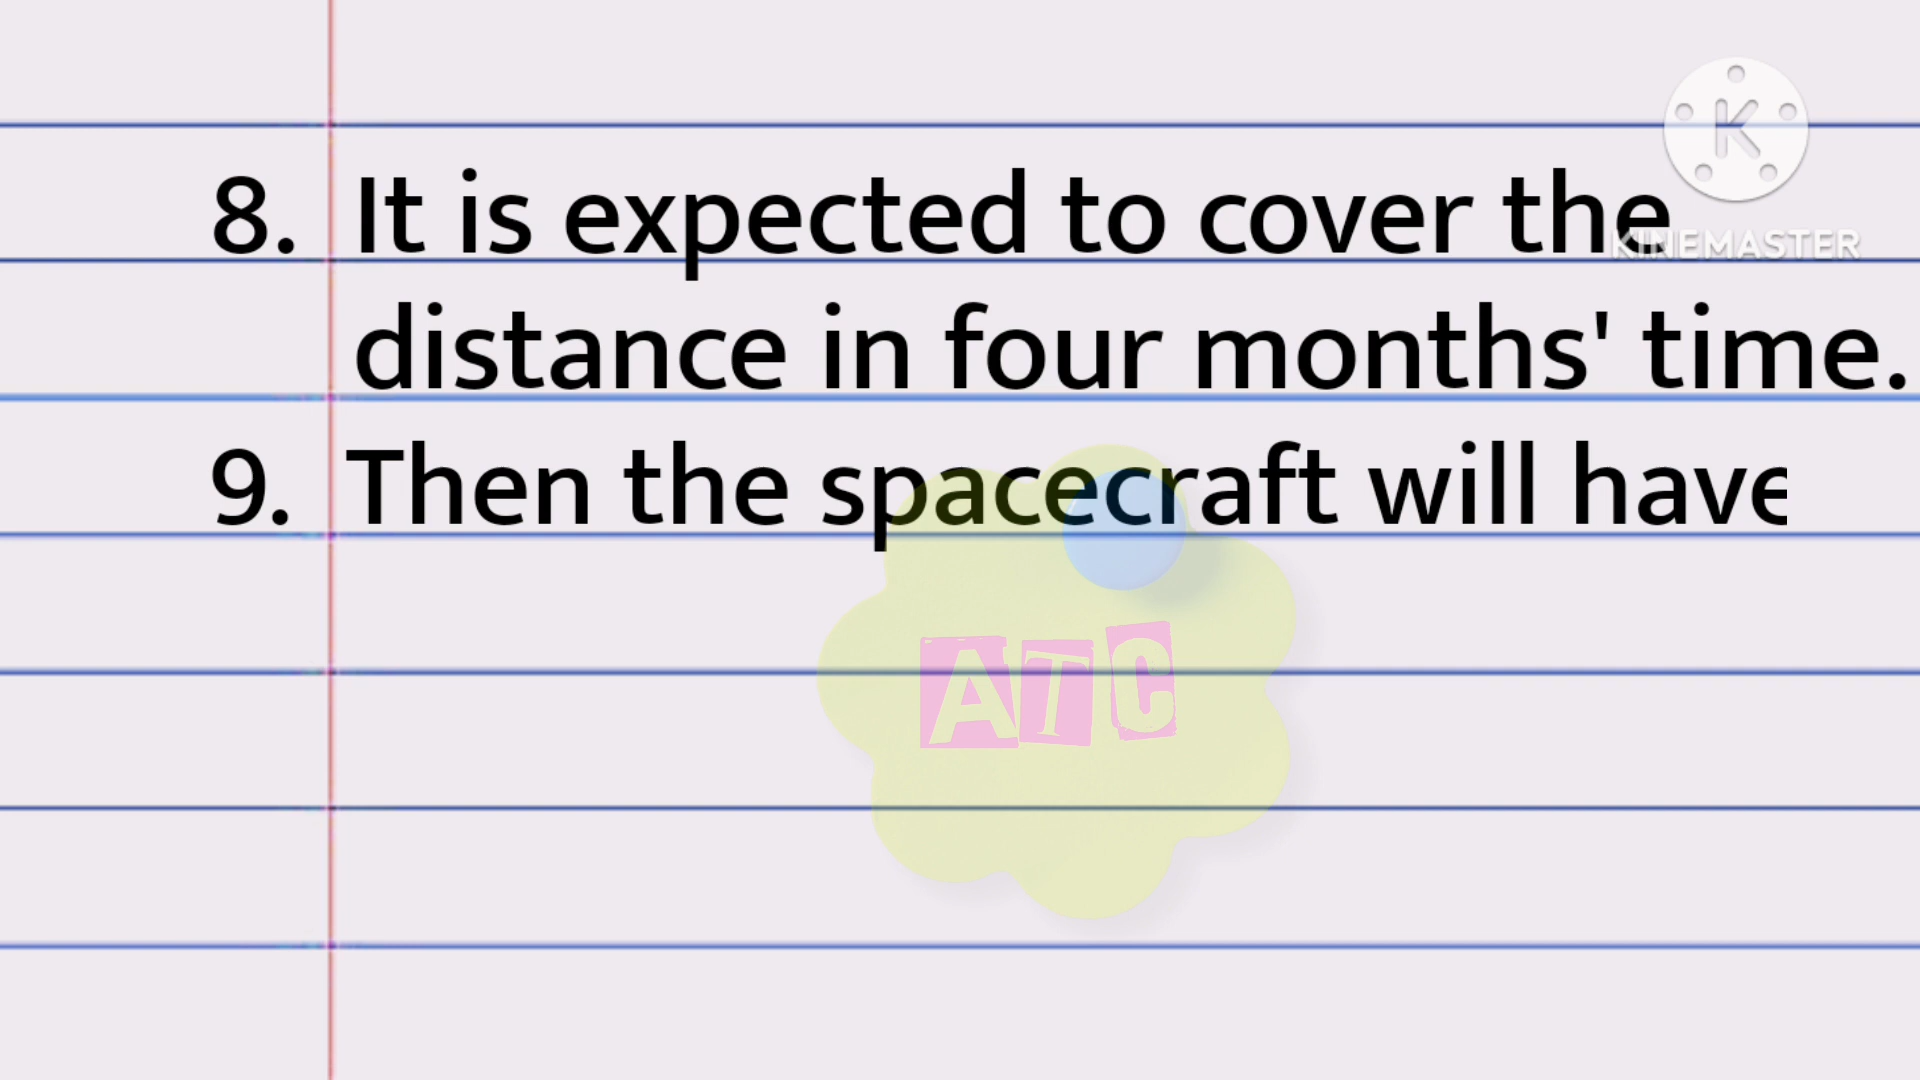 8. It is expected to cover the
distance in four months' time.
9. Then the spacecraft will have
ATC
KINEMASTER